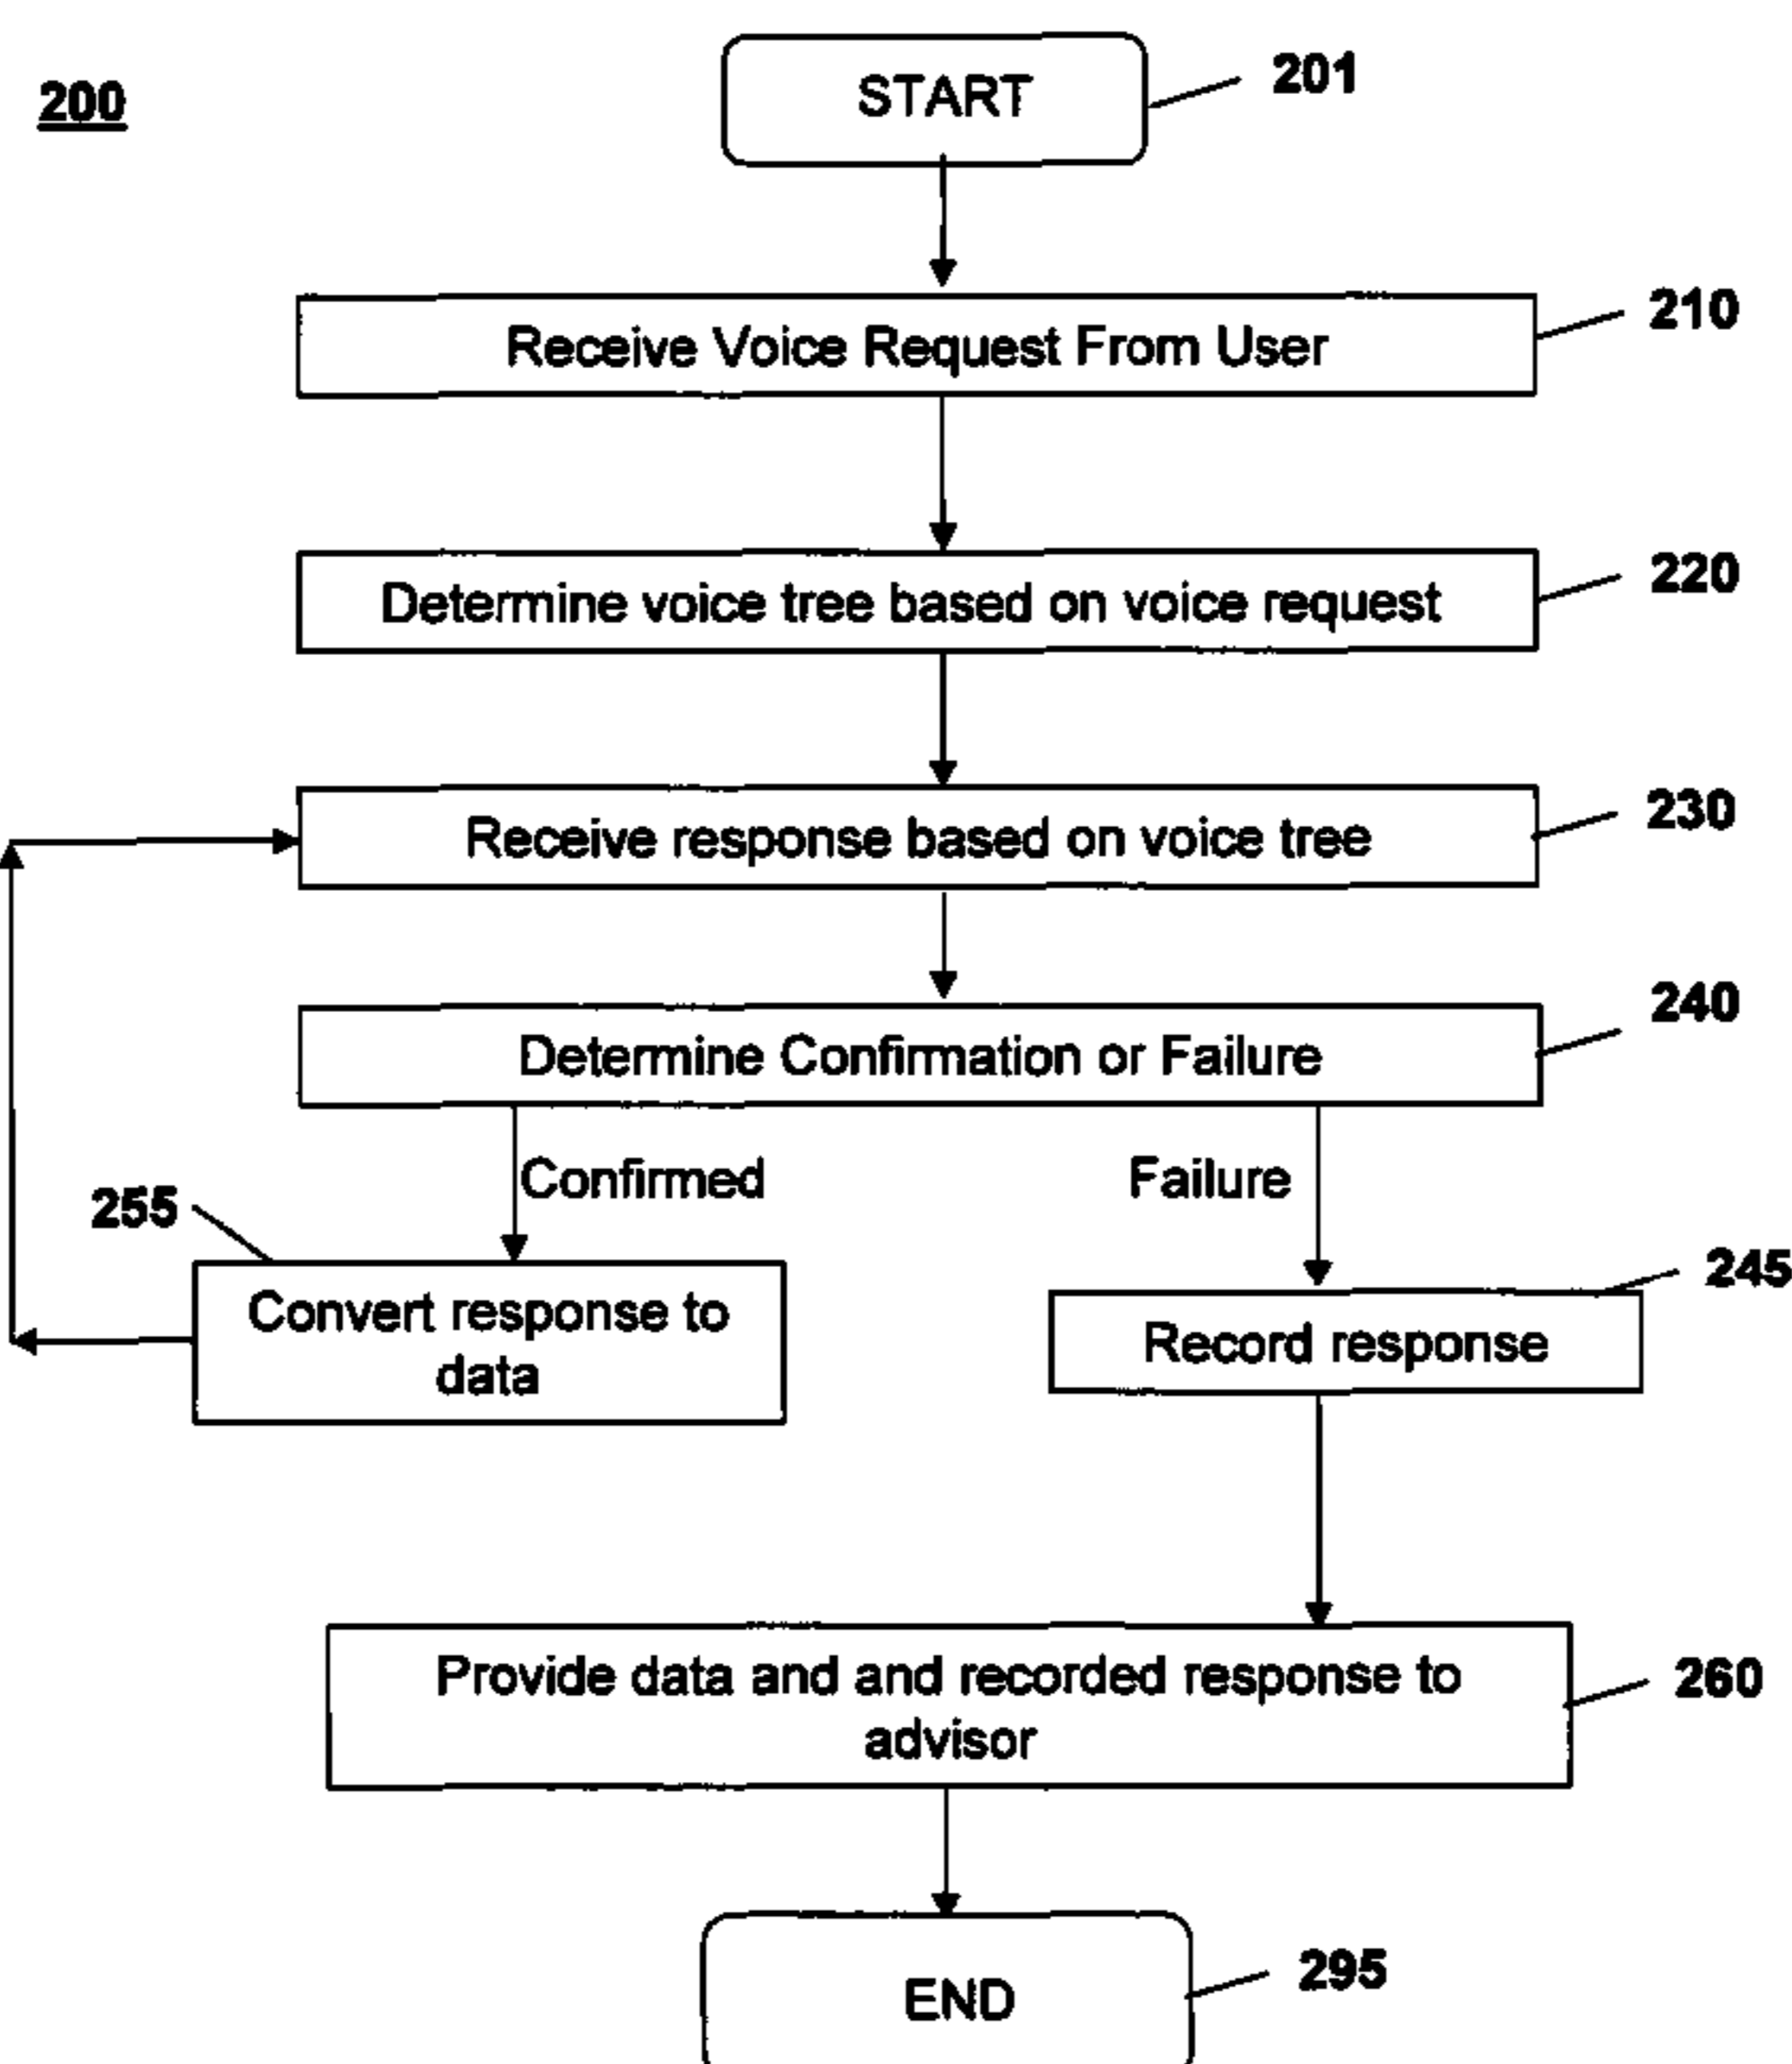 200
START
201
Receive Voice Request From User
210
Determine voice tree based on voice request
220
Receive response based on voice tree
230
Determine Confirmation or Failure
240
Confirmed
Failure
255
Convert response to
data
245
Record response
Provide data and and recorded response to
advisor
260
END
295